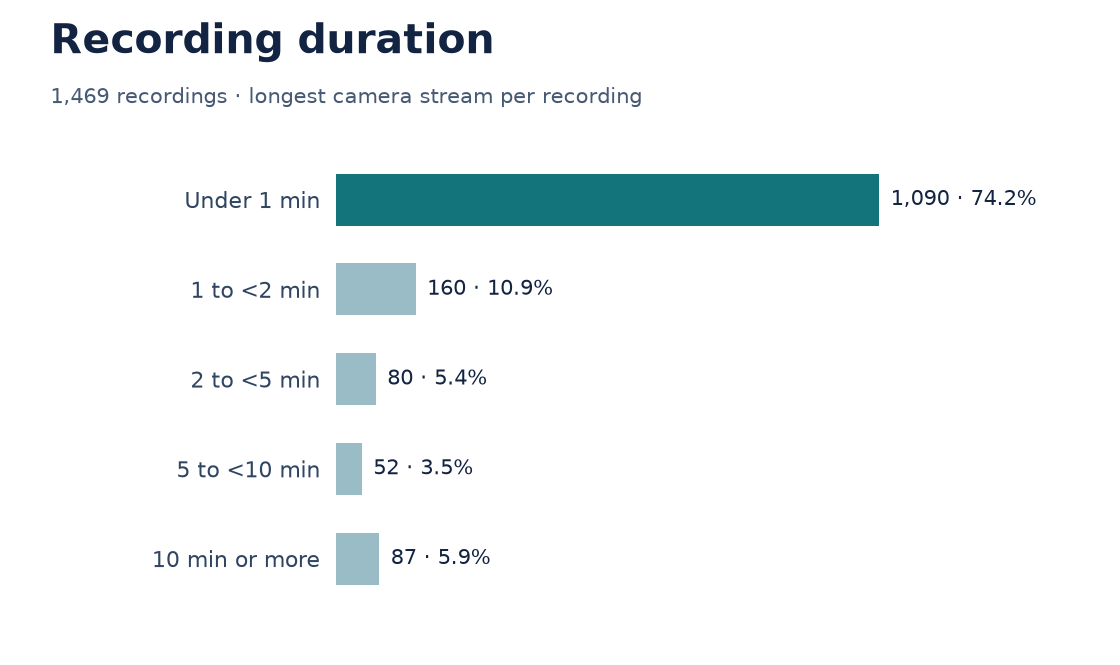 Recording duration
1,469 recordings · longest camera stream per recording
Under 1 min 1,090 · 74.2%
1 to <2 min 160 · 10.9%
2 to <5 min 80 · 5.4%
5 to <10 min 52 · 3.5%
10 min or more 87 · 5.9%